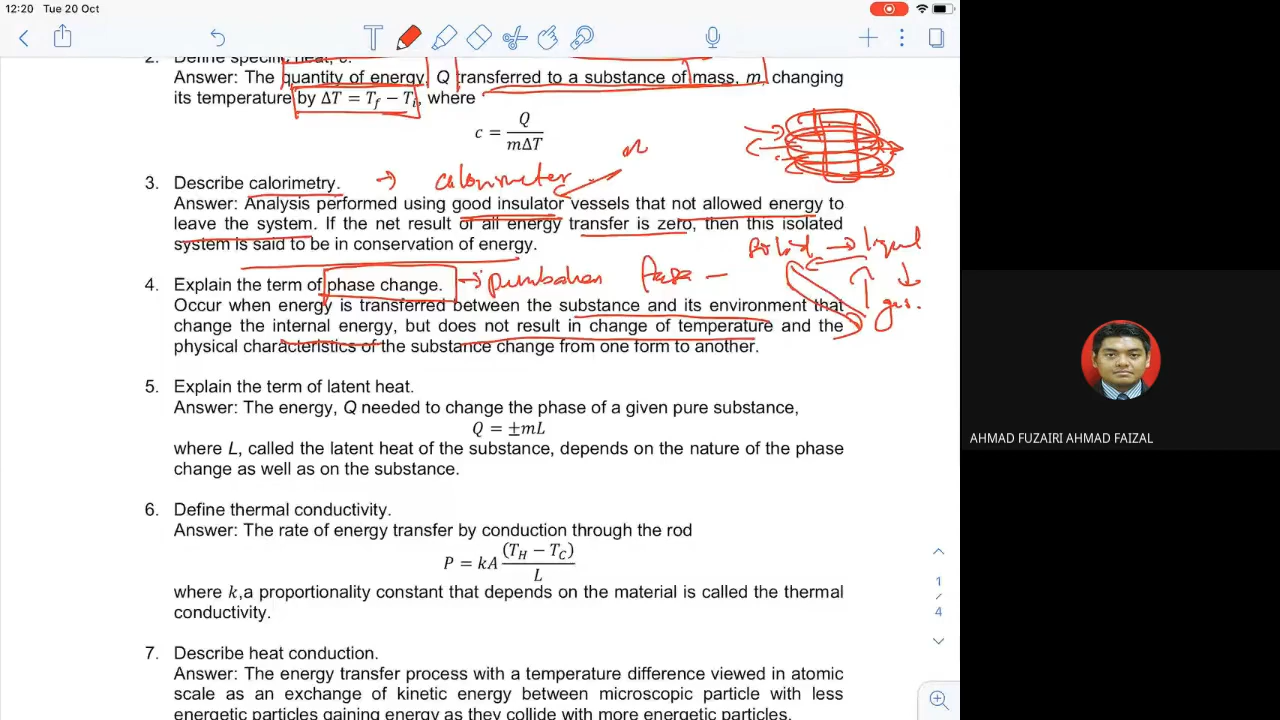 12:20 Tue 20 Oct
2. Define specific heat, c.
Answer: The quantity of energy, Q transferred to a substance of mass, m changing
its temperature by ΔT = T_f − T_i, where
c = Q / mΔT
3. Describe calorimetry. → calorimeter
Answer: Analysis performed using good insulator vessels that not allowed energy to
leave the system. If the net result of all energy transfer is zero, then this isolated
system is said to be in conservation of energy.
solid → liquid
4. Explain the term of phase change. → perubahan fasa –
gas.
Occur when energy is transferred between the substance and its environment that
change the internal energy, but does not result in change of temperature and the
physical characteristics of the substance change from one form to another.
5. Explain the term of latent heat.
Answer: The energy, Q needed to change the phase of a given pure substance,
Q = ±mL
where L, called the latent heat of the substance, depends on the nature of the phase
change as well as on the substance.
6. Define thermal conductivity.
Answer: The rate of energy transfer by conduction through the rod
P = kA (T_H − T_C) / L
where k,a proportionality constant that depends on the material is called the thermal
conductivity.
7. Describe heat conduction.
Answer: The energy transfer process with a temperature difference viewed in atomic
scale as an exchange of kinetic energy between microscopic particle with less
energetic particles gaining energy as they collide with more energetic particles.
1
/
4
AHMAD FUZAIRI AHMAD FAIZAL